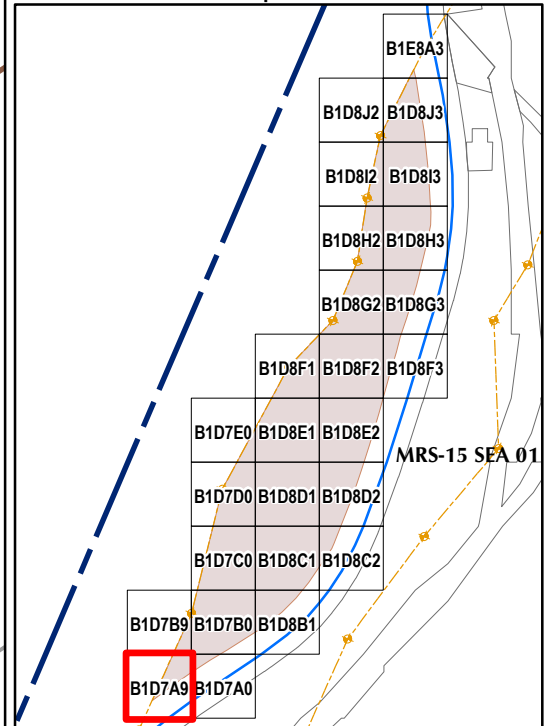 B1E8A3
B1D8J2 B1D8J3
B1D8I2 B1D8I3
B1D8H2 B1D8H3
B1D8G2 B1D8G3
B1D8F1 B1D8F2 B1D8F3
B1D7E0 B1D8E1 B1D8E2
MRS-15 SEA 01
B1D7D0 B1D8D1 B1D8D2
B1D7C0 B1D8C1 B1D8C2
B1D7B9 B1D7B0 B1D8B1
B1D7A9 B1D7A0